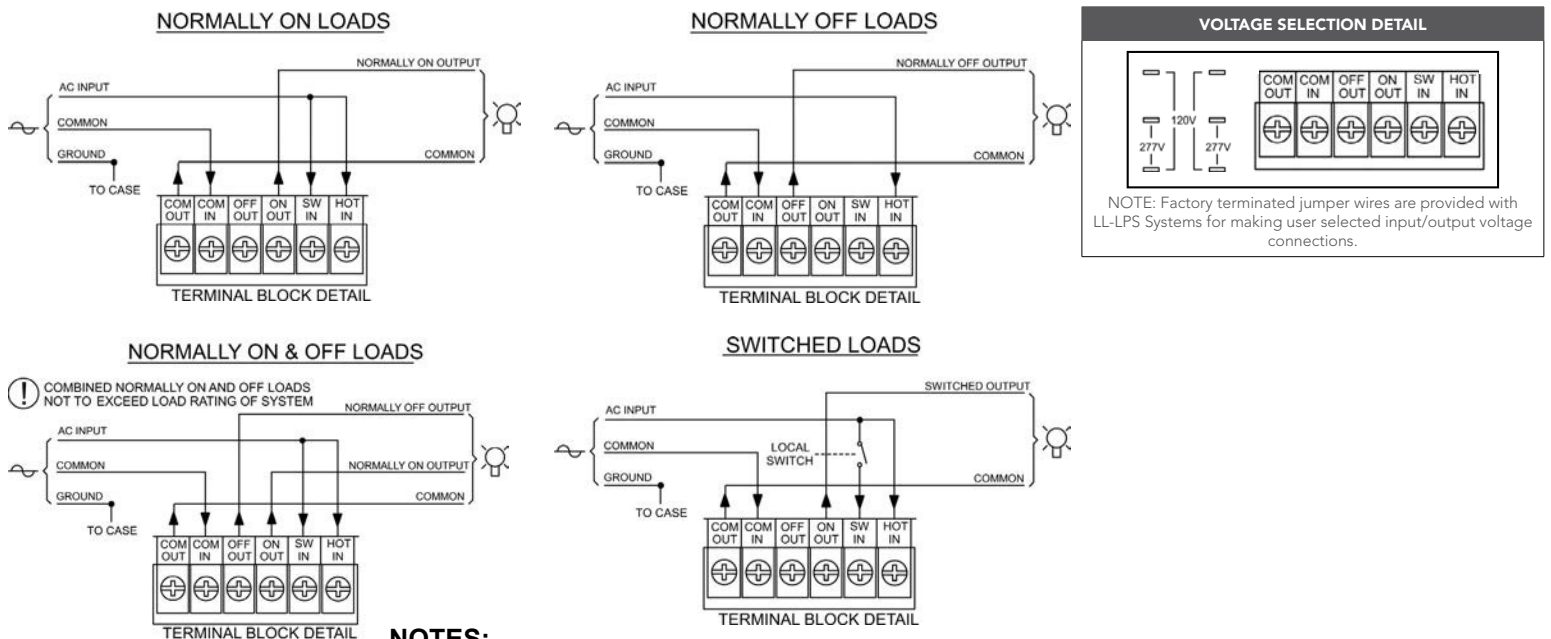 NORMALLY ON LOADS
NORMALLY ON OUTPUT
AC INPUT
COMMON
GROUND
COMMON
TO CASE
COM OUT
COM IN
OFF OUT
ON OUT
SW IN
HOT IN
TERMINAL BLOCK DETAIL
NORMALLY OFF LOADS
NORMALLY OFF OUTPUT
AC INPUT
COMMON
GROUND
COMMON
TO CASE
COM OUT
COM IN
OFF OUT
ON OUT
SW IN
HOT IN
TERMINAL BLOCK DETAIL
VOLTAGE SELECTION DETAIL
120V
277V
277V
COM OUT
COM IN
OFF OUT
ON OUT
SW IN
HOT IN
NOTE: Factory terminated jumper wires are provided with
LL-LPS Systems for making user selected input/output voltage
connections.
NORMALLY ON & OFF LOADS
! COMBINED NORMALLY ON AND OFF LOADS
NOT TO EXCEED LOAD RATING OF SYSTEM
NORMALLY OFF OUTPUT
AC INPUT
COMMON
NORMALLY ON OUTPUT
GROUND
COMMON
TO CASE
COM OUT
COM IN
OFF OUT
ON OUT
SW IN
HOT IN
TERMINAL BLOCK DETAIL
SWITCHED LOADS
SWITCHED OUTPUT
AC INPUT
COMMON
LOCAL
SWITCH
GROUND
COMMON
TO CASE
COM OUT
COM IN
OFF OUT
ON OUT
SW IN
HOT IN
TERMINAL BLOCK DETAIL
NOTES: